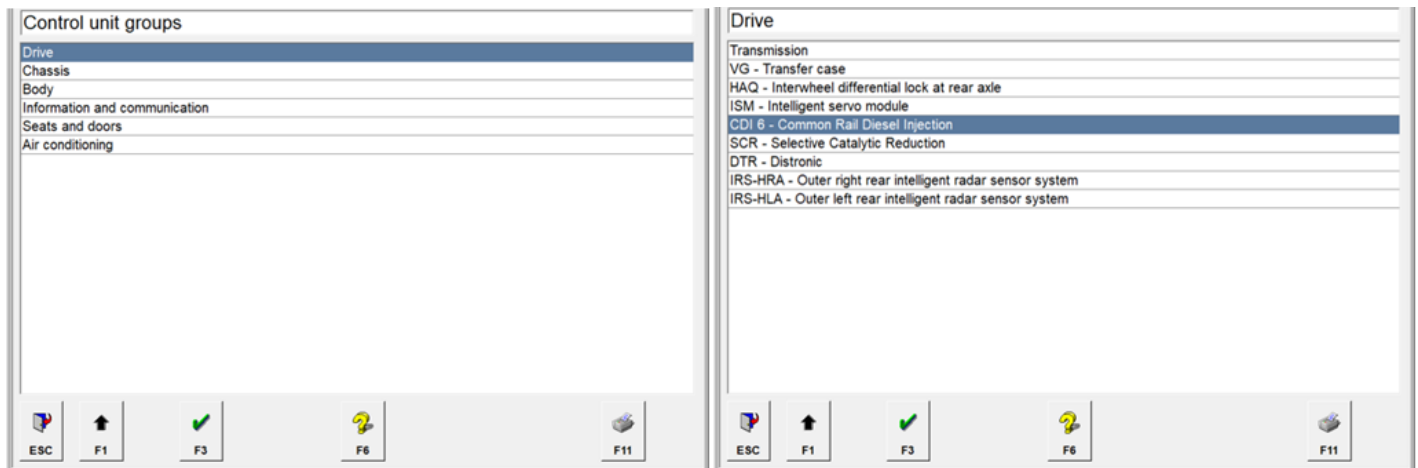 Control unit groups
Drive
Chassis
Body
Information and communication
Seats and doors
Air conditioning
ESC
F1
F3
F6
F11
Drive
Transmission
VG - Transfer case
HAQ - Interwheel differential lock at rear axle
ISM - Intelligent servo module
CDI 6 - Common Rail Diesel Injection
SCR - Selective Catalytic Reduction
DTR - Distronic
IRS-HRA - Outer right rear intelligent radar sensor system
IRS-HLA - Outer left rear intelligent radar sensor system
ESC
F1
F3
F6
F11